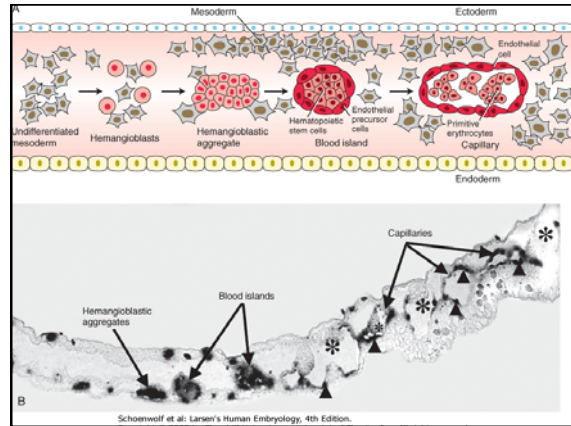 A
Mesoderm
Ectoderm
Endothelial
cell
Undifferentiated
mesoderm
Hemangioblasts
Hemangioblastic
aggregate
Hematopoietic
stem cells
Endothelial
precursor
cells
Blood island
Primitive
erythrocytes
Capillary
Endoderm
Capillaries
Blood islands
Hemangioblastic
aggregates
B
Schoenwolf et al: Larsen's Human Embryology, 4th Edition.